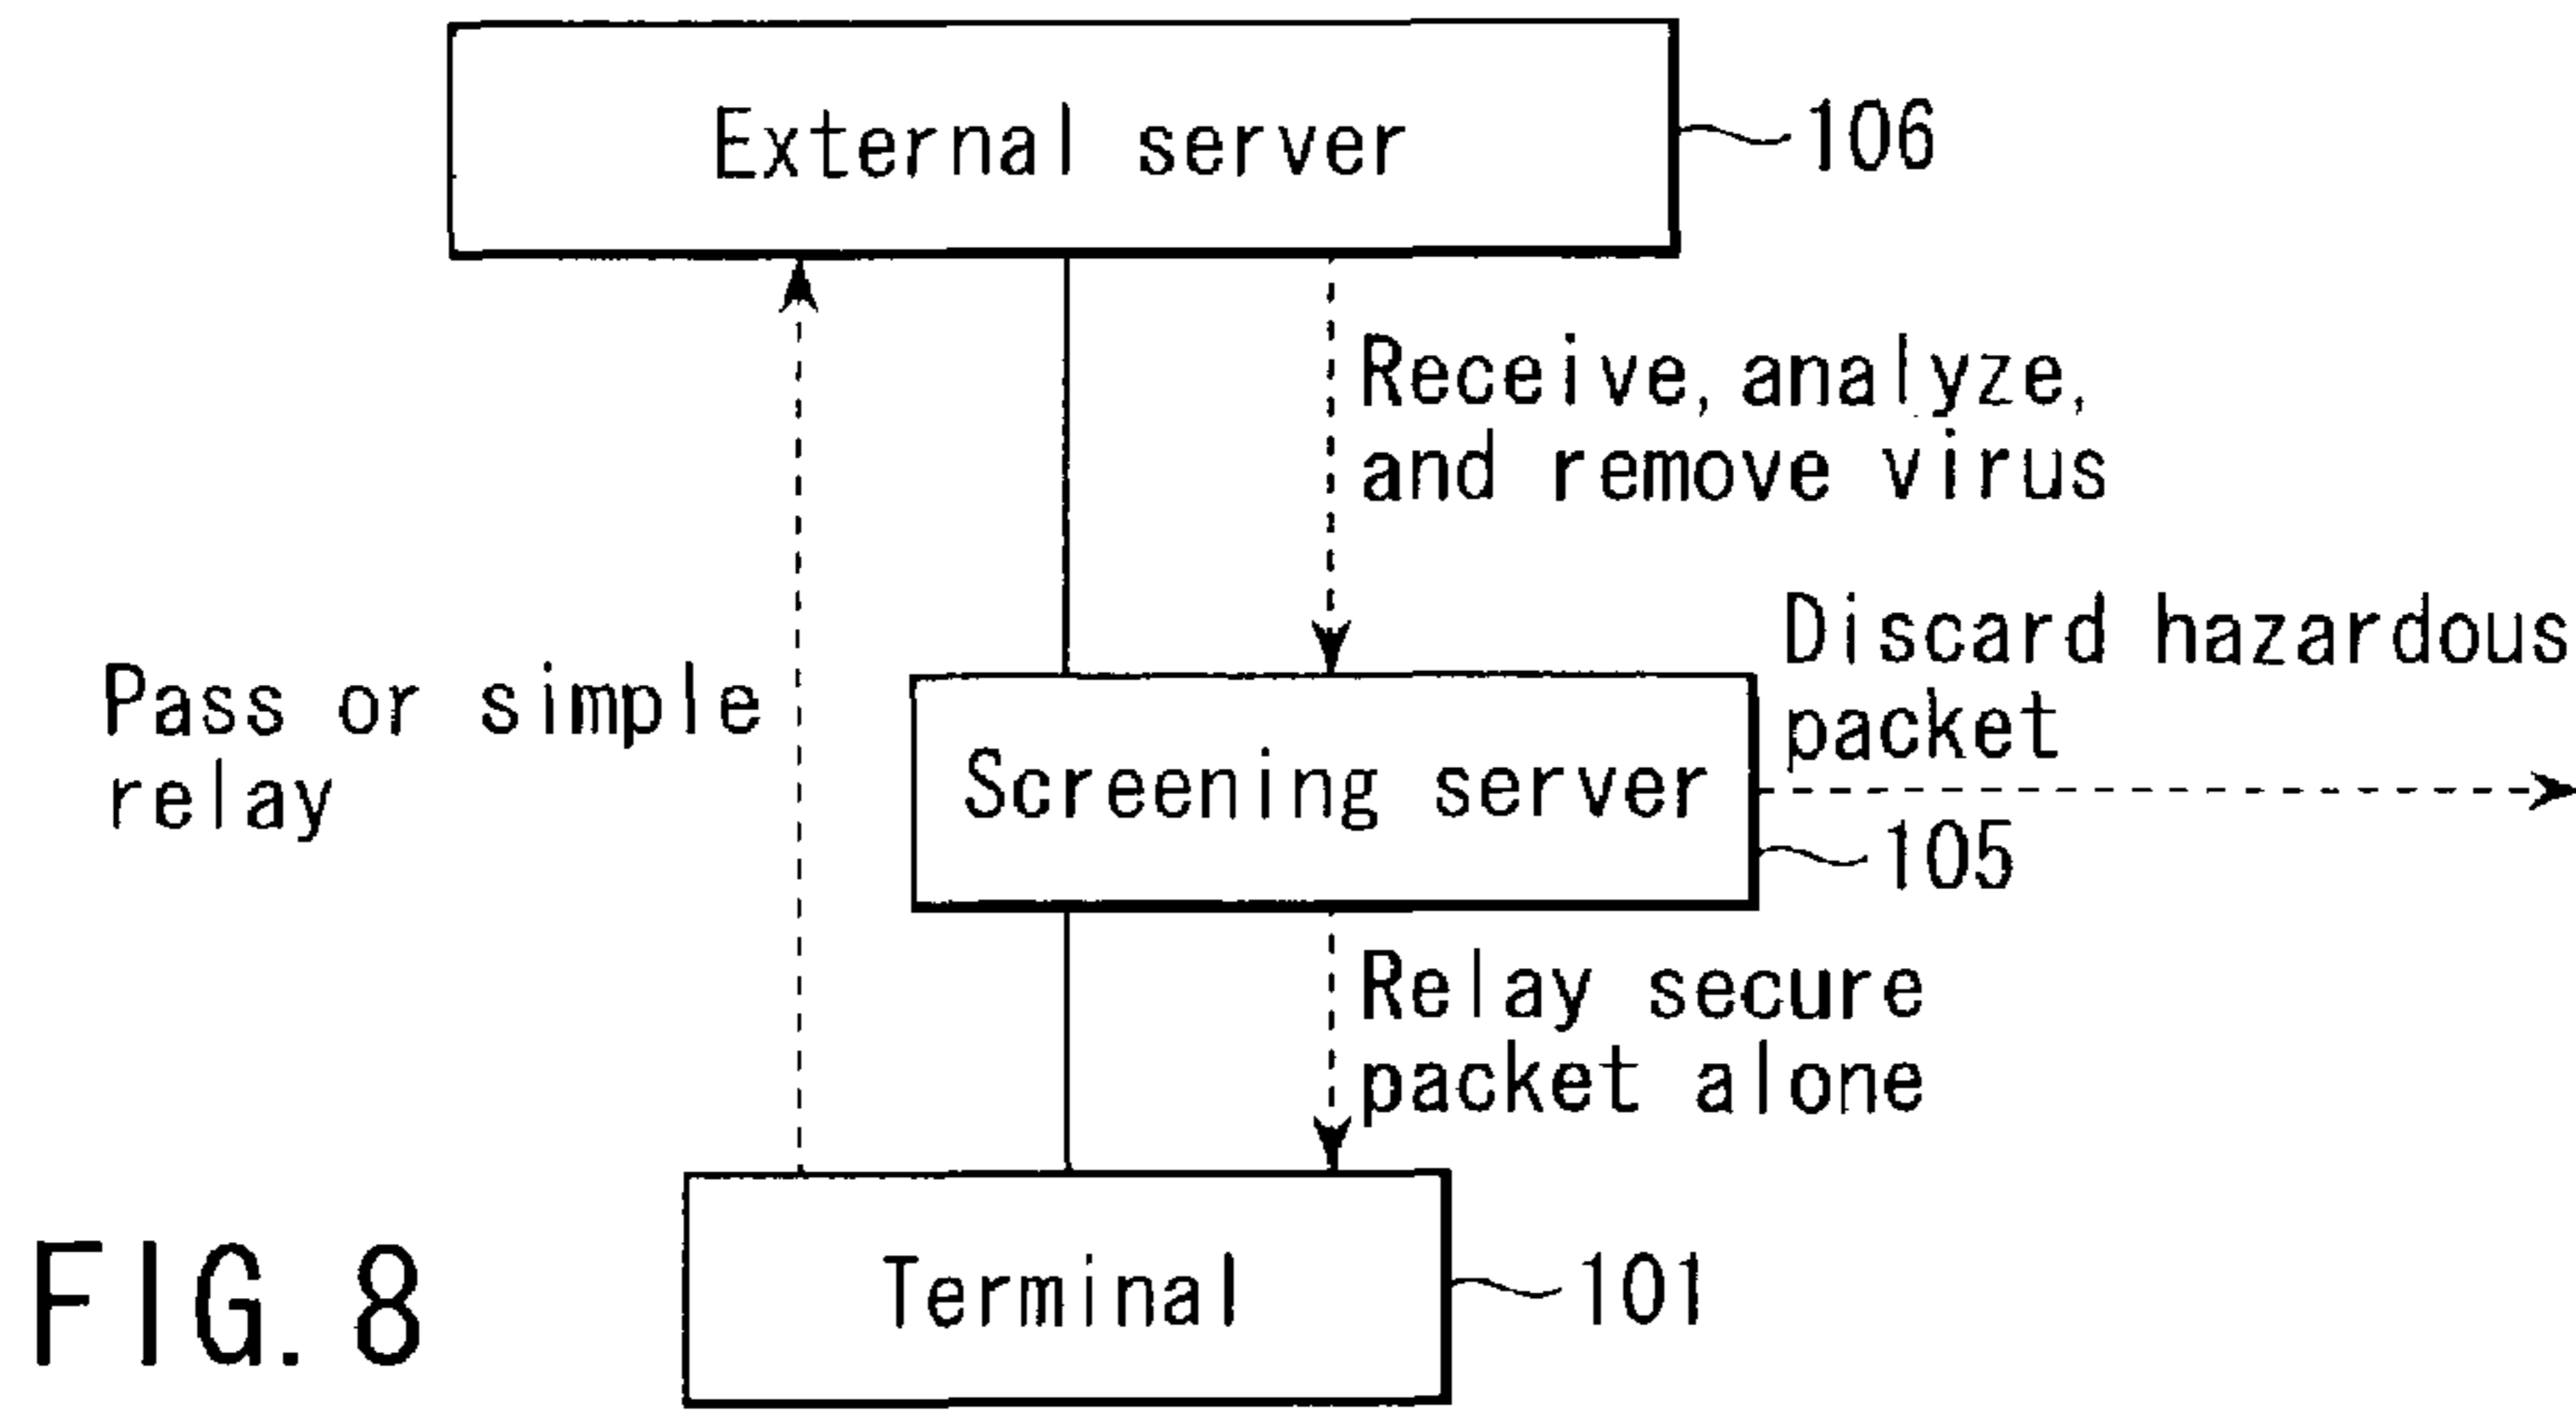 External server
106
Receive, analyze,
and remove virus
Pass or simple
relay
Discard hazardous
packet
Screening server
105
Relay secure
packet alone
Terminal
101
FIG. 8